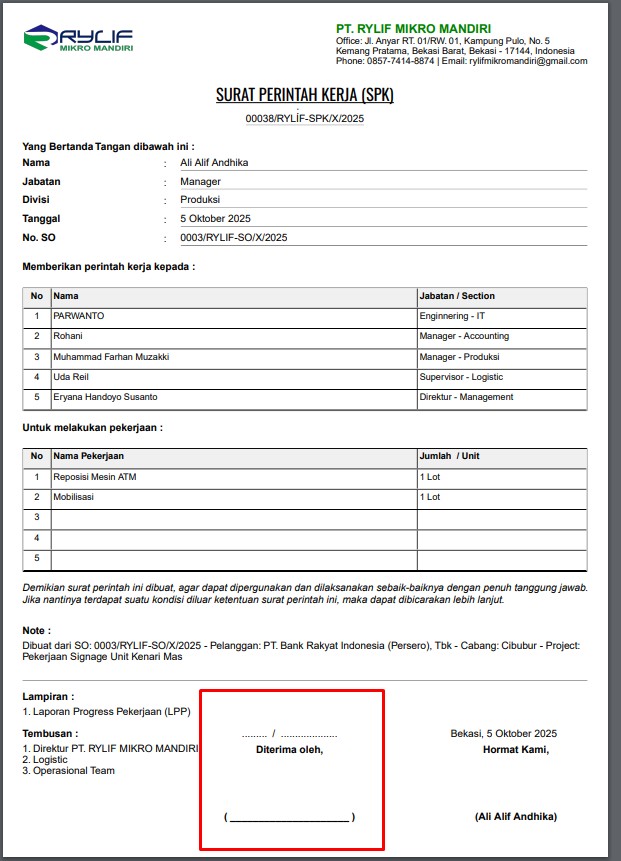 RYLIF
MIKRO MANDIRI
PT. RYLIF MIKRO MANDIRI
Office: Jl. Anyar RT. 01/RW. 01, Kampung Pulo, No. 5
Kemang Pratama, Bekasi Barat, Bekasi - 17144, Indonesia
Phone: 0857-7414-8874 | Email: rylifmikromandiri@gmail.com
SURAT PERINTAH KERJA (SPK)
:
00038/RYLIF-SPK/X/2025
Yang Bertanda Tangan dibawah ini :
Nama : Ali Alif Andhika
Jabatan : Manager
Divisi : Produksi
Tanggal : 5 Oktober 2025
No. SO : 0003/RYLIF-SO/X/2025
Memberikan perintah kerja kepada :
No Nama Jabatan / Section
1 PARWANTO Enginnering - IT
2 Rohani Manager - Accounting
3 Muhammad Farhan Muzakki Manager - Produksi
4 Uda Reil Supervisor - Logistic
5 Eryana Handoyo Susanto Direktur - Management
Untuk melakukan pekerjaan :
No Nama Pekerjaan Jumlah / Unit
1 Reposisi Mesin ATM 1 Lot
2 Mobilisasi 1 Lot
3
4
5
Demikian surat perintah ini dibuat, agar dapat dipergunakan dan dilaksanakan sebaik-baiknya dengan penuh tanggung jawab.
Jika nantinya terdapat suatu kondisi diluar ketentuan surat perintah ini, maka dapat dibicarakan lebih lanjut.
Note :
Dibuat dari SO: 0003/RYLIF-SO/X/2025 - Pelanggan: PT. Bank Rakyat Indonesia (Persero), Tbk - Cabang: Cibubur - Project:
Pekerjaan Signage Unit Kenari Mas
Lampiran :
1. Laporan Progress Pekerjaan (LPP)
Tembusan :
1. Direktur PT. RYLIF MIKRO MANDIRI
2. Logistic
3. Operasional Team
......... / ....................
Diterima oleh,
( ____________________ )
Bekasi, 5 Oktober 2025
Hormat Kami,
(Ali Alif Andhika)